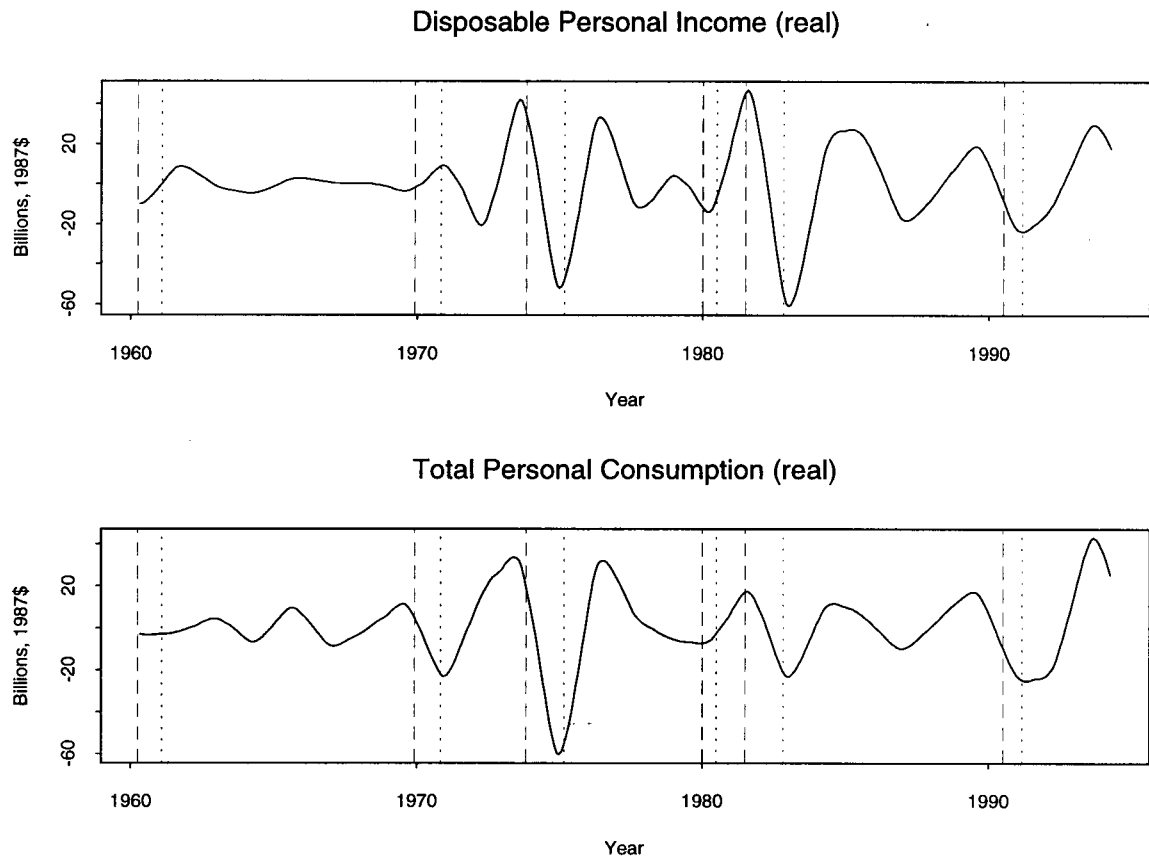 Disposable Personal Income (real)
Billions, 1987$
20
-20
-60
1960
1970
1980
1990
Year
Total Personal Consumption (real)
Billions, 1987$
20
-20
-60
1960
1970
1980
1990
Year